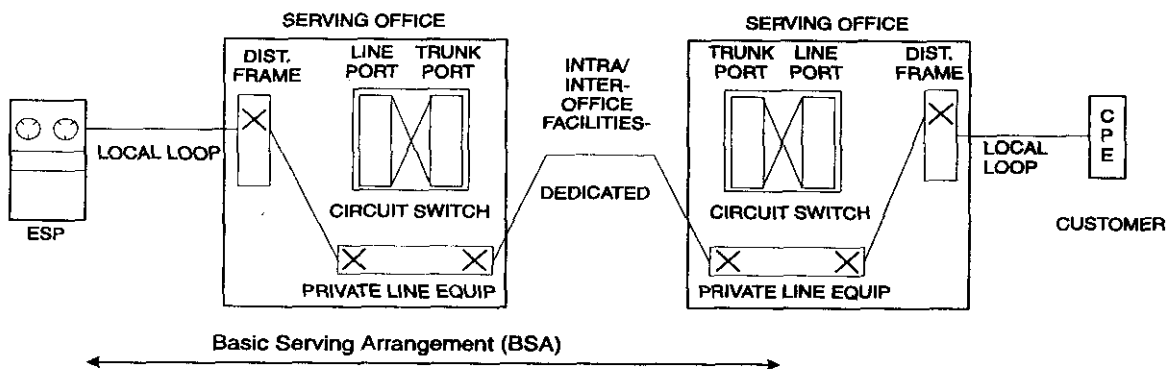 SERVING OFFICE
DIST.
FRAME
LINE
PORT
TRUNK
PORT
CIRCUIT SWITCH
PRIVATE LINE EQUIP
ESP
LOCAL LOOP
INTRA/
INTER-
OFFICE
FACILITIES-
DEDICATED
SERVING OFFICE
TRUNK
PORT
LINE
PORT
DIST.
FRAME
CIRCUIT SWITCH
PRIVATE LINE EQUIP
LOCAL
LOOP
C
P
E
CUSTOMER
Basic Serving Arrangement (BSA)